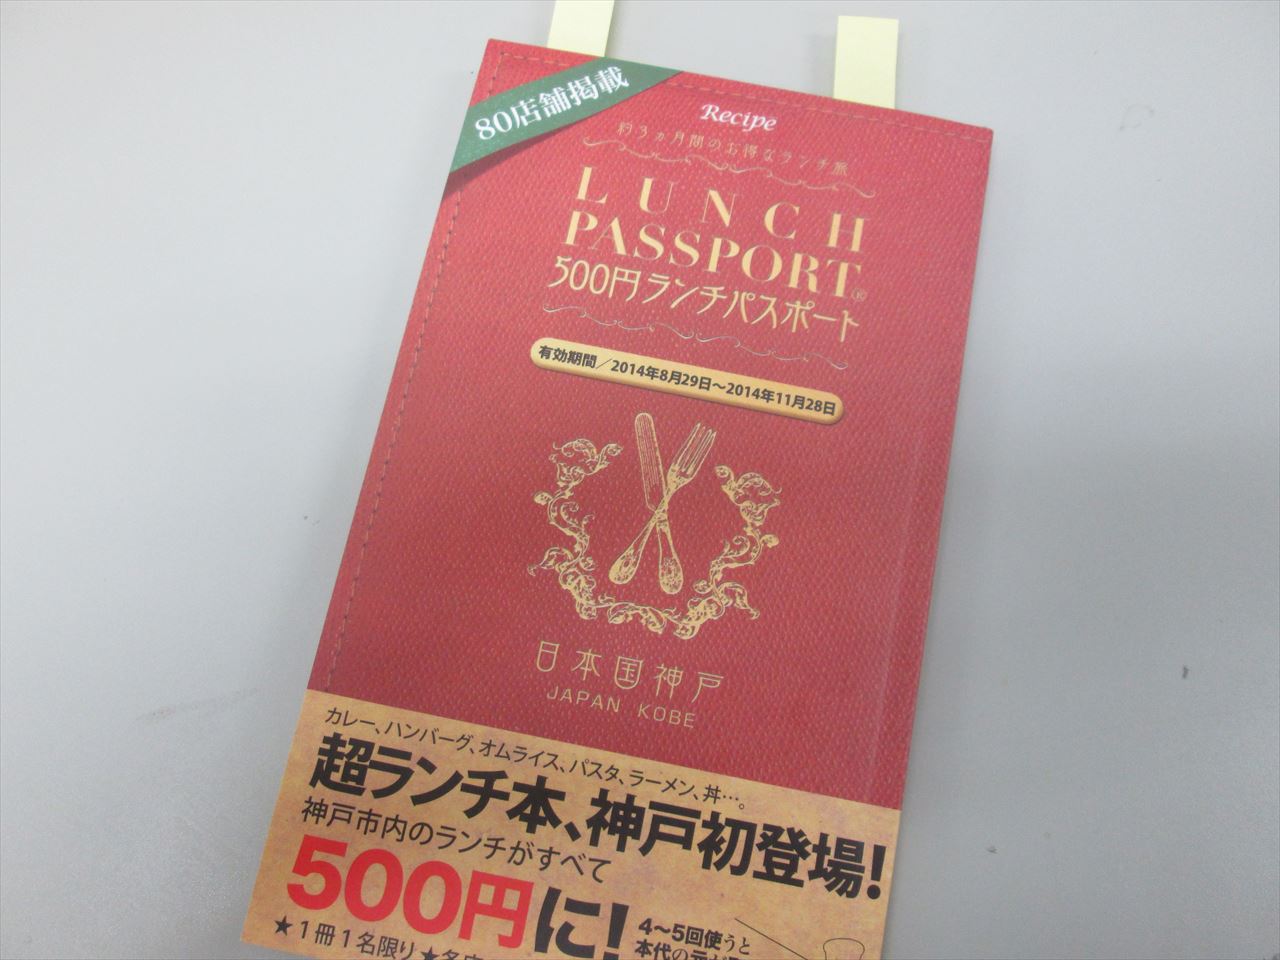 80店舗掲載
Recipe
約3ヵ月間のお得なランチ旅
LUNCH
PASSPORT®
500円ランチパスポート
有効期間/2014年8月29日〜2014年11月28日
日本国神戸
JAPAN KOBE
カレー、ハンバーグ、オムライス、パスタ、ラーメン、丼…。
超ランチ本、神戸初登場!
神戸市内のランチがすべて
500円に!
4〜5回使うと
本代の元が
★1冊1名限り★各店